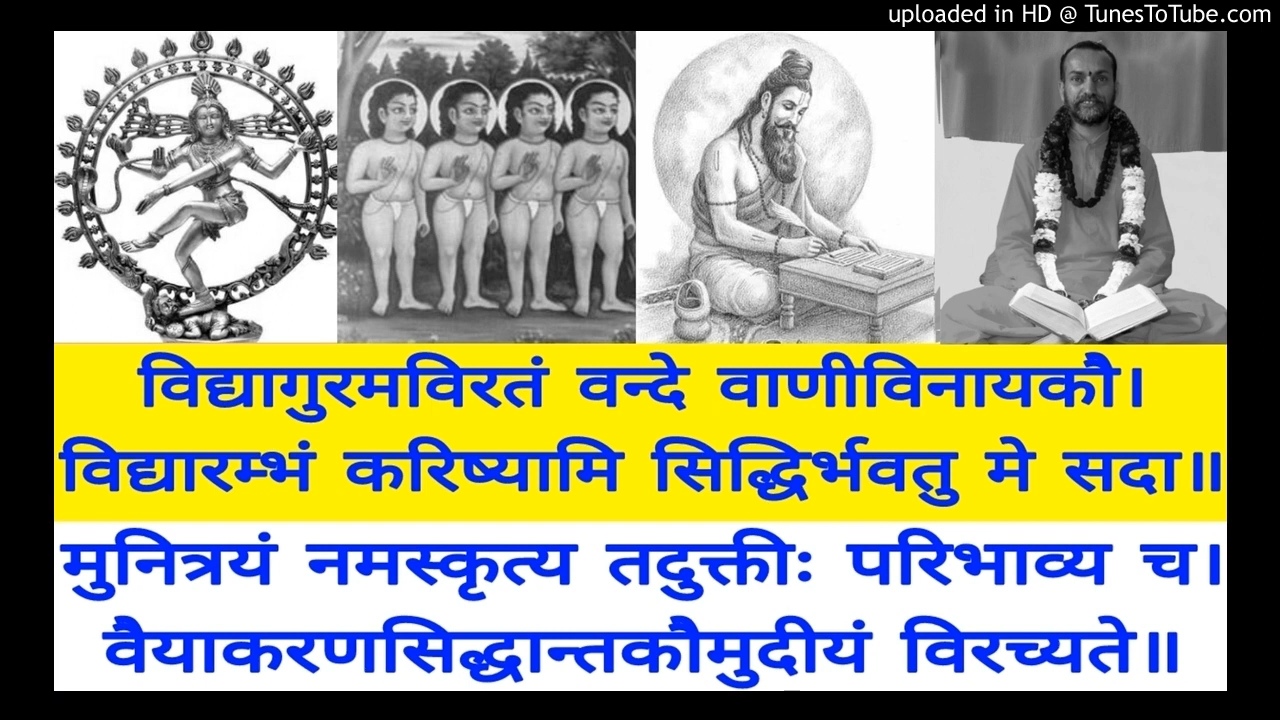 uploaded in HD @ TunesToTube.com
विद्यागुरमविरतं वन्दे वाणीविनायकौ।
विद्यारम्भं करिष्यामि सिद्धिर्भवतु मे सदा॥
मुनित्रयं नमस्कृत्य तदुक्तीः परिभाव्य च।
वैयाकरणसिद्धान्तकौमुदीयं विरच्यते॥